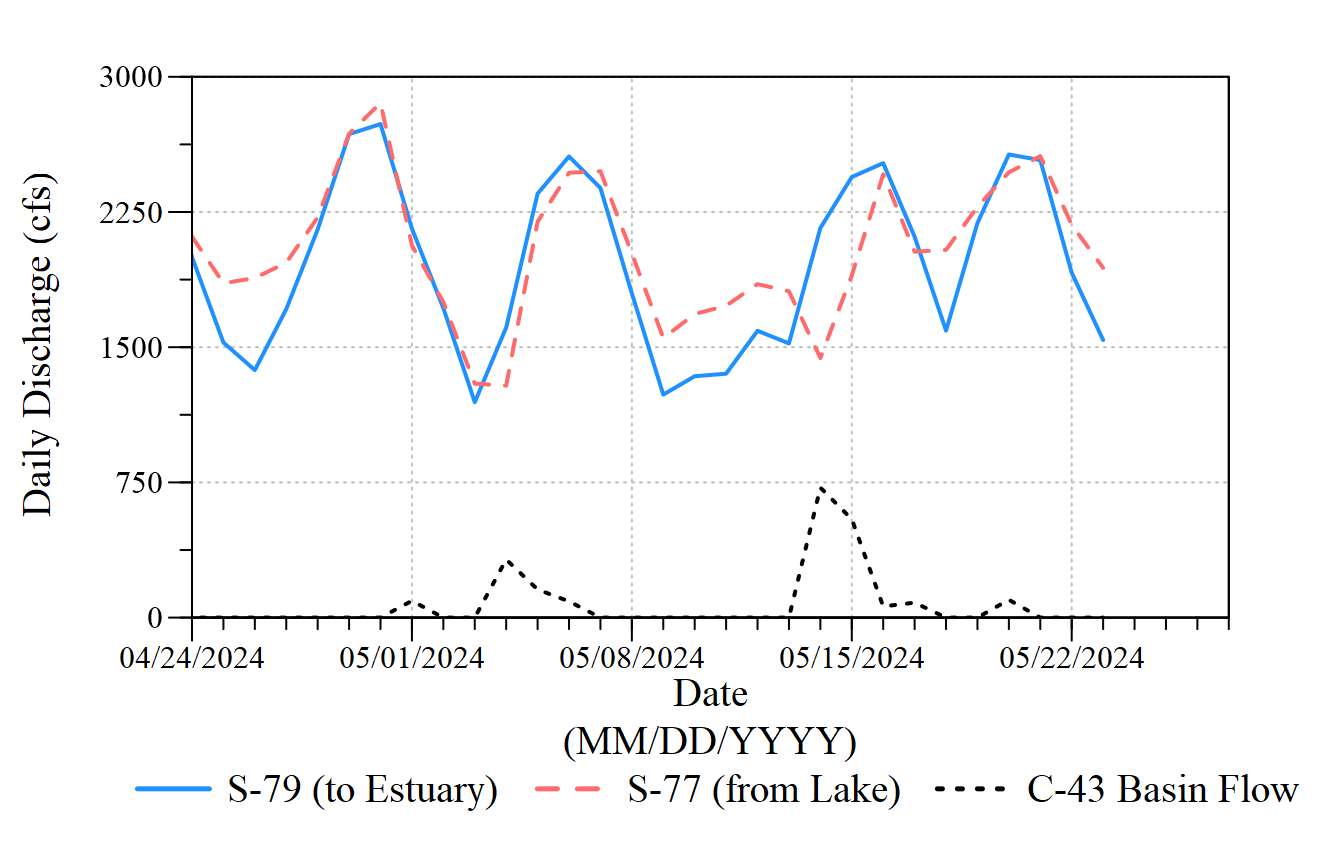 3000
2250
1500
750
0
Daily Discharge (cfs)
04/24/2024 05/01/2024 05/08/2024 05/15/2024 05/22/2024
Date
(MM/DD/YYYY)
S-79 (to Estuary) S-77 (from Lake) C-43 Basin Flow